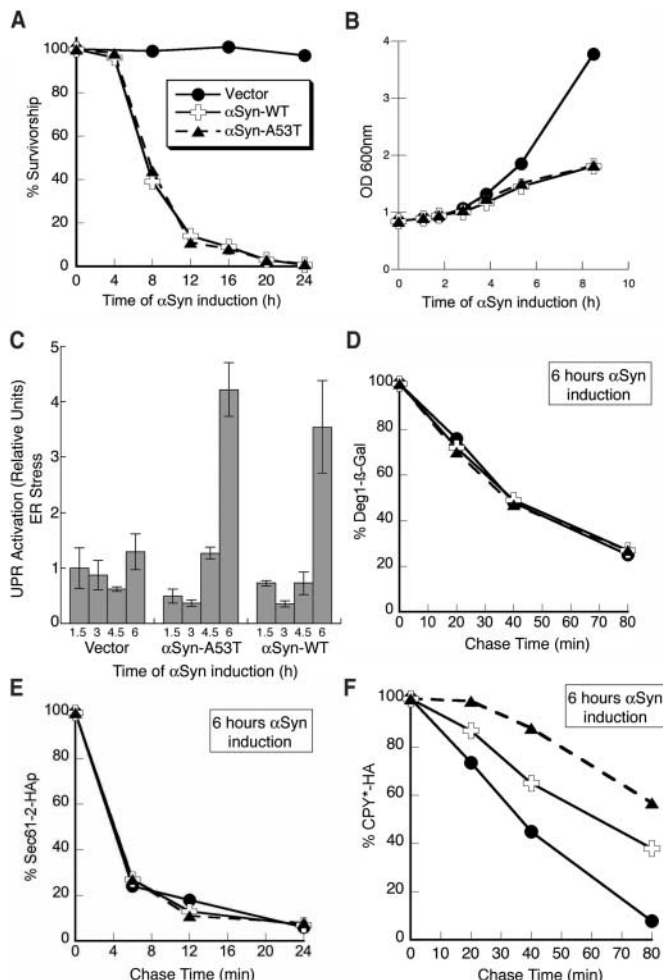 A
% Survivorship
100
80
60
40
20
0
0 4 8 12 16 20 24
Time of αSyn induction (h)
Vector
αSyn-WT
αSyn-A53T
B
OD 600nm
4
3
2
1
0
0 2 4 6 8 10
Time of αSyn induction (h)
C
UPR Activation (Relative Units)
ER Stress
5
4
3
2
1
0
1.5 3 4.5 6 1.5 3 4.5 6 1.5 3 4.5 6
Vector αSyn-A53T αSyn-WT
Time of αSyn induction (h)
D
6 hours αSyn
induction
% Deg1-ß-Gal
100
80
60
40
20
0
0 10 20 30 40 50 60 70 80
Chase Time (min)
E
6 hours αSyn
induction
% Sec61-2-HAp
100
80
60
40
20
0
0 4 8 12 16 20 24
Chase Time (min)
F
6 hours αSyn
induction
% CPY*-HA
100
80
60
40
20
0
0 10 20 30 40 50 60 70 80
Chase Time (min)